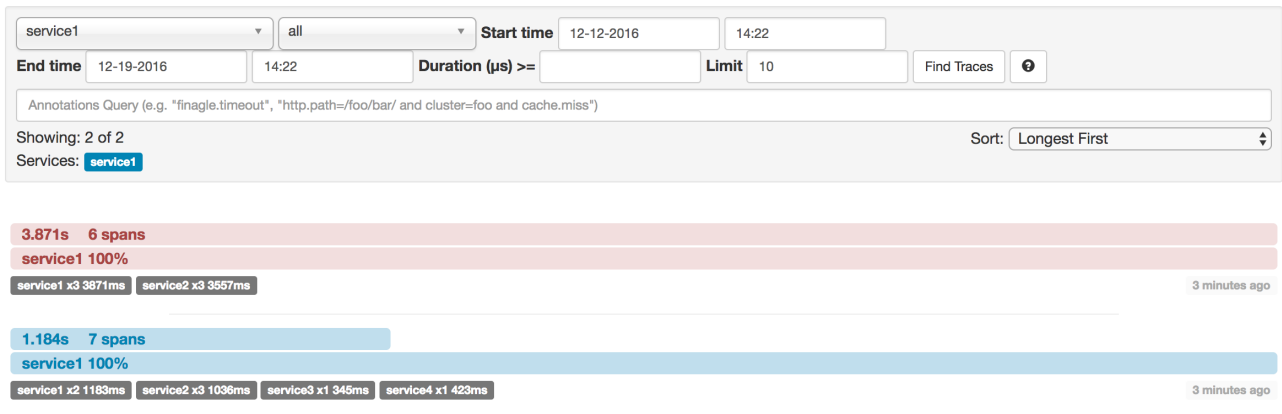 service1 all Start time 12-12-2016 14:22
End time 12-19-2016 14:22 Duration (μs) >= Limit 10 Find Traces ?
Annotations Query (e.g. "finagle.timeout", "http.path=/foo/bar/ and cluster=foo and cache.miss")
Showing: 2 of 2 Sort: Longest First
Services: service1
3.871s 6 spans
service1 100%
service1 x3 3871ms service2 x3 3557ms 3 minutes ago
1.184s 7 spans
service1 100%
service1 x2 1183ms service2 x3 1036ms service3 x1 345ms service4 x1 423ms 3 minutes ago